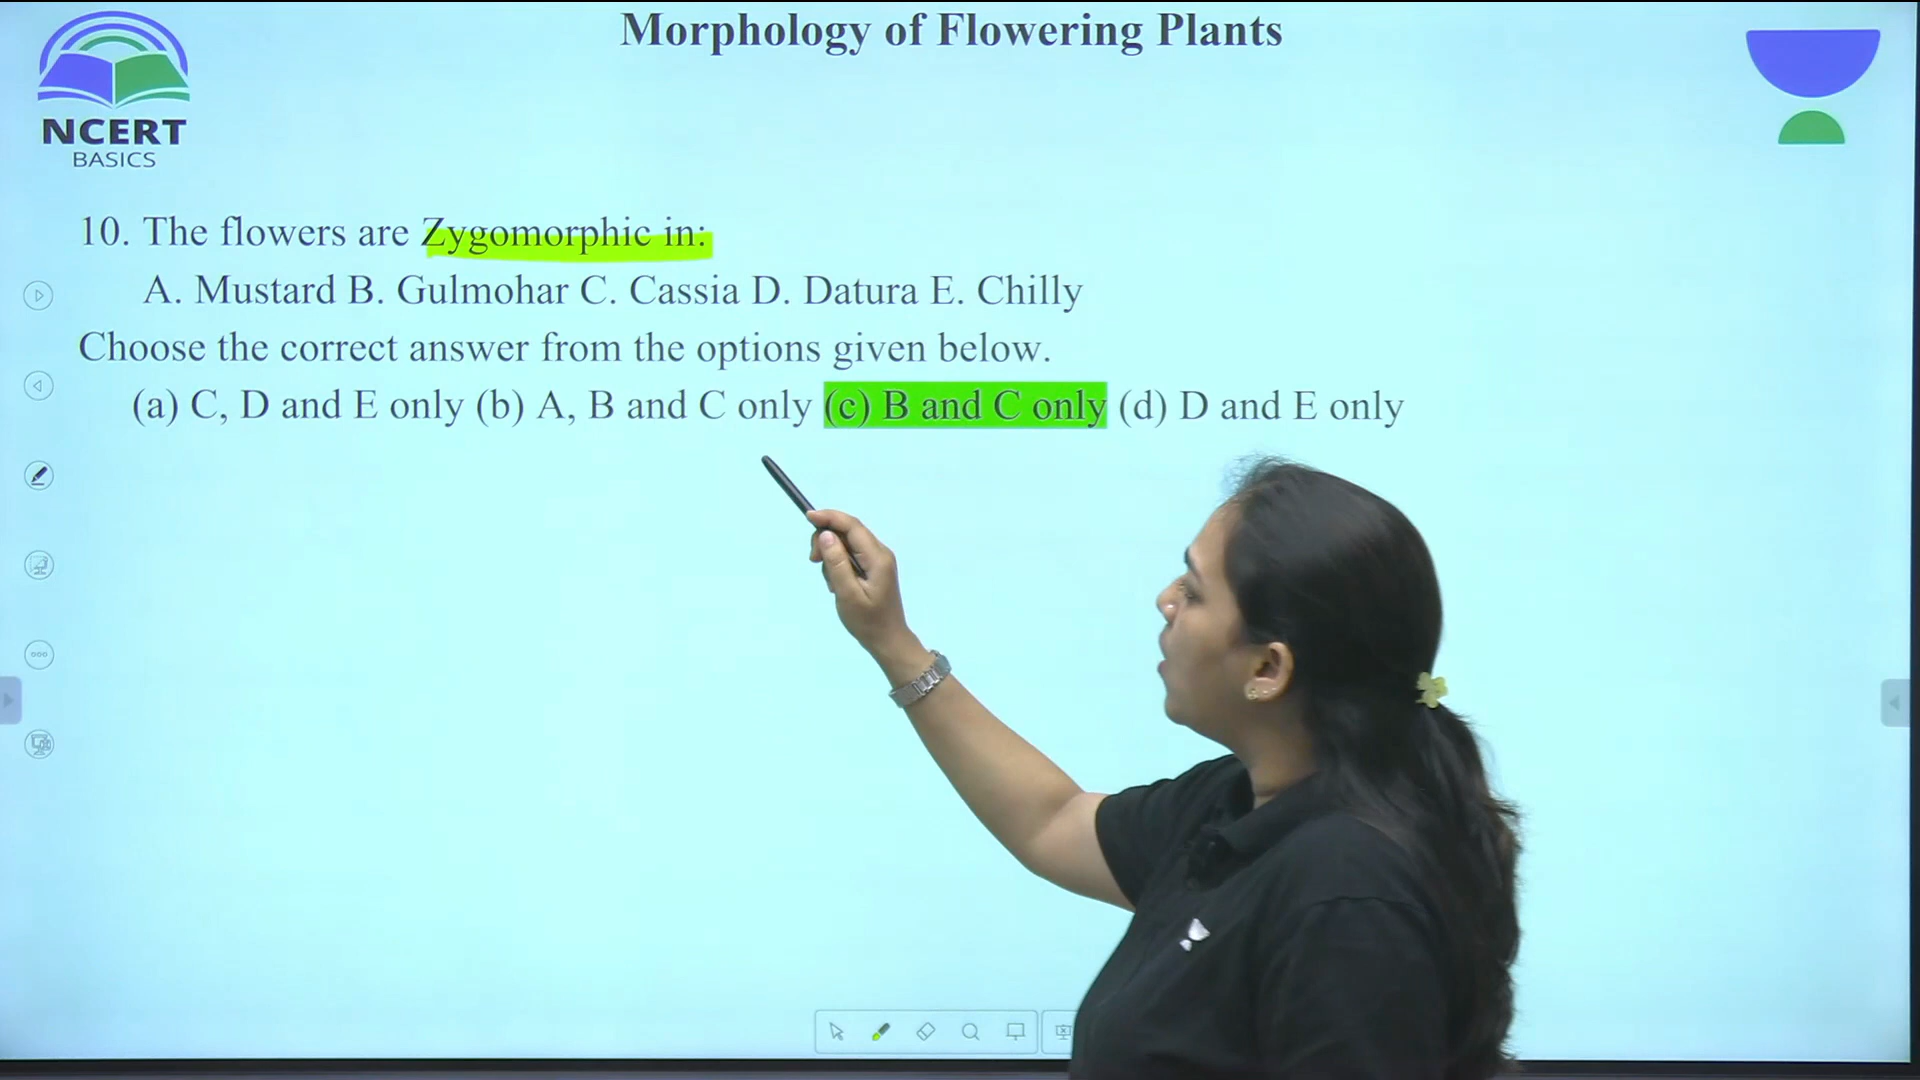 Morphology of Flowering Plants
NCERT
BASICS
10. The flowers are Zygomorphic in:
A. Mustard B. Gulmohar C. Cassia D. Datura E. Chilly
Choose the correct answer from the options given below.
(a) C, D and E only (b) A, B and C only (c) B and C only (d) D and E only